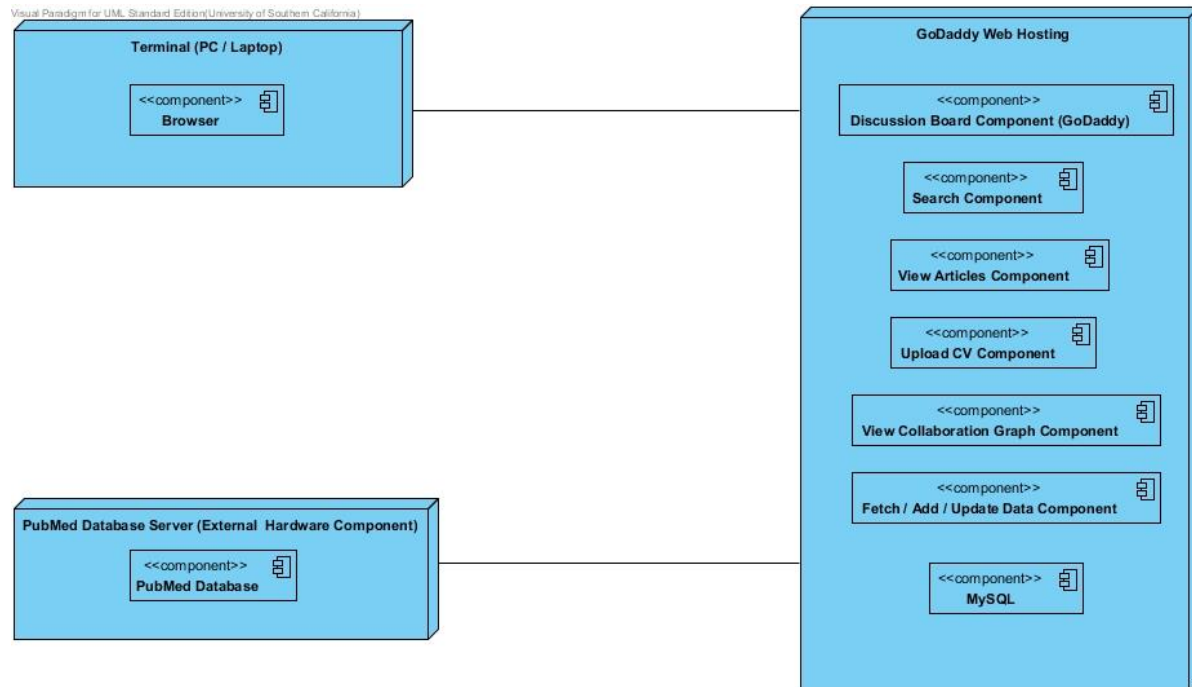 Visual Paradigm for UML Standard Edition(University of Southern California)
Terminal (PC / Laptop)
<<component>>
Browser
PubMed Database Server (External Hardware Component)
<<component>>
PubMed Database
GoDaddy Web Hosting
<<component>>
Discussion Board Component (GoDaddy)
<<component>>
Search Component
<<component>>
View Articles Component
<<component>>
Upload CV Component
<<component>>
View Collaboration Graph Component
<<component>>
Fetch / Add / Update Data Component
<<component>>
MySQL